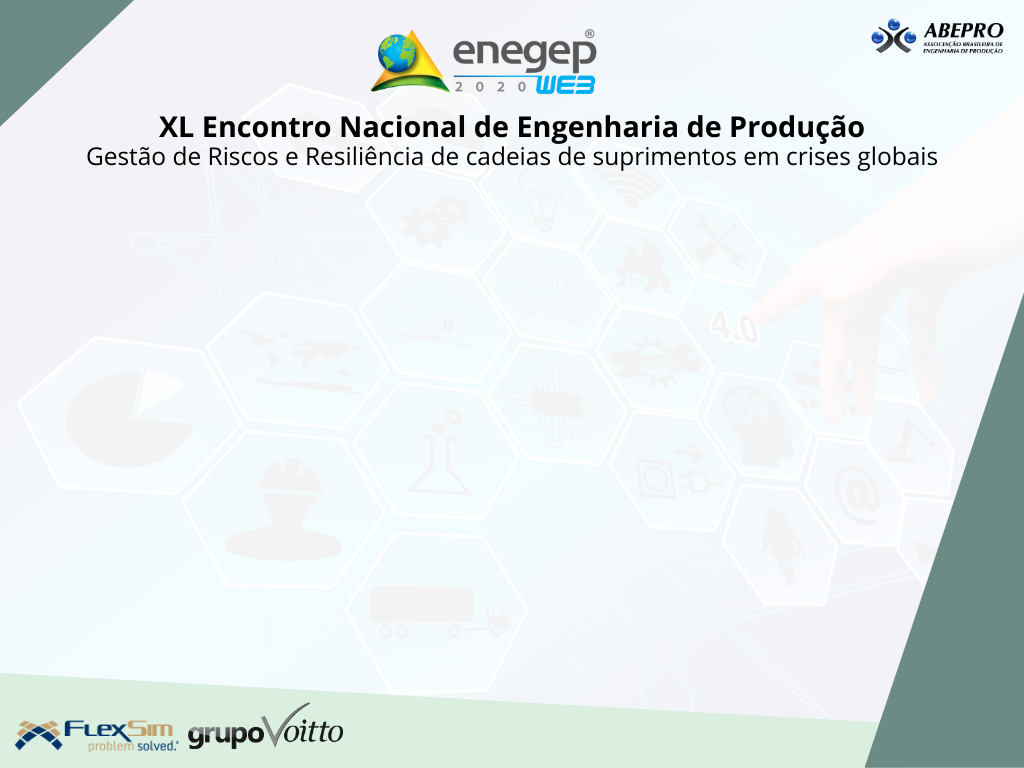 enegep®
2020 WEB
ABEPRO
ASSOCIAÇÃO BRASILEIRA DE
ENGENHARIA DE PRODUÇÃO
XL Encontro Nacional de Engenharia de Produção
Gestão de Riscos e Resiliência de cadeias de suprimentos em crises globais
4.0
@
FLEXSIM
problem solved.
grupoVoitto